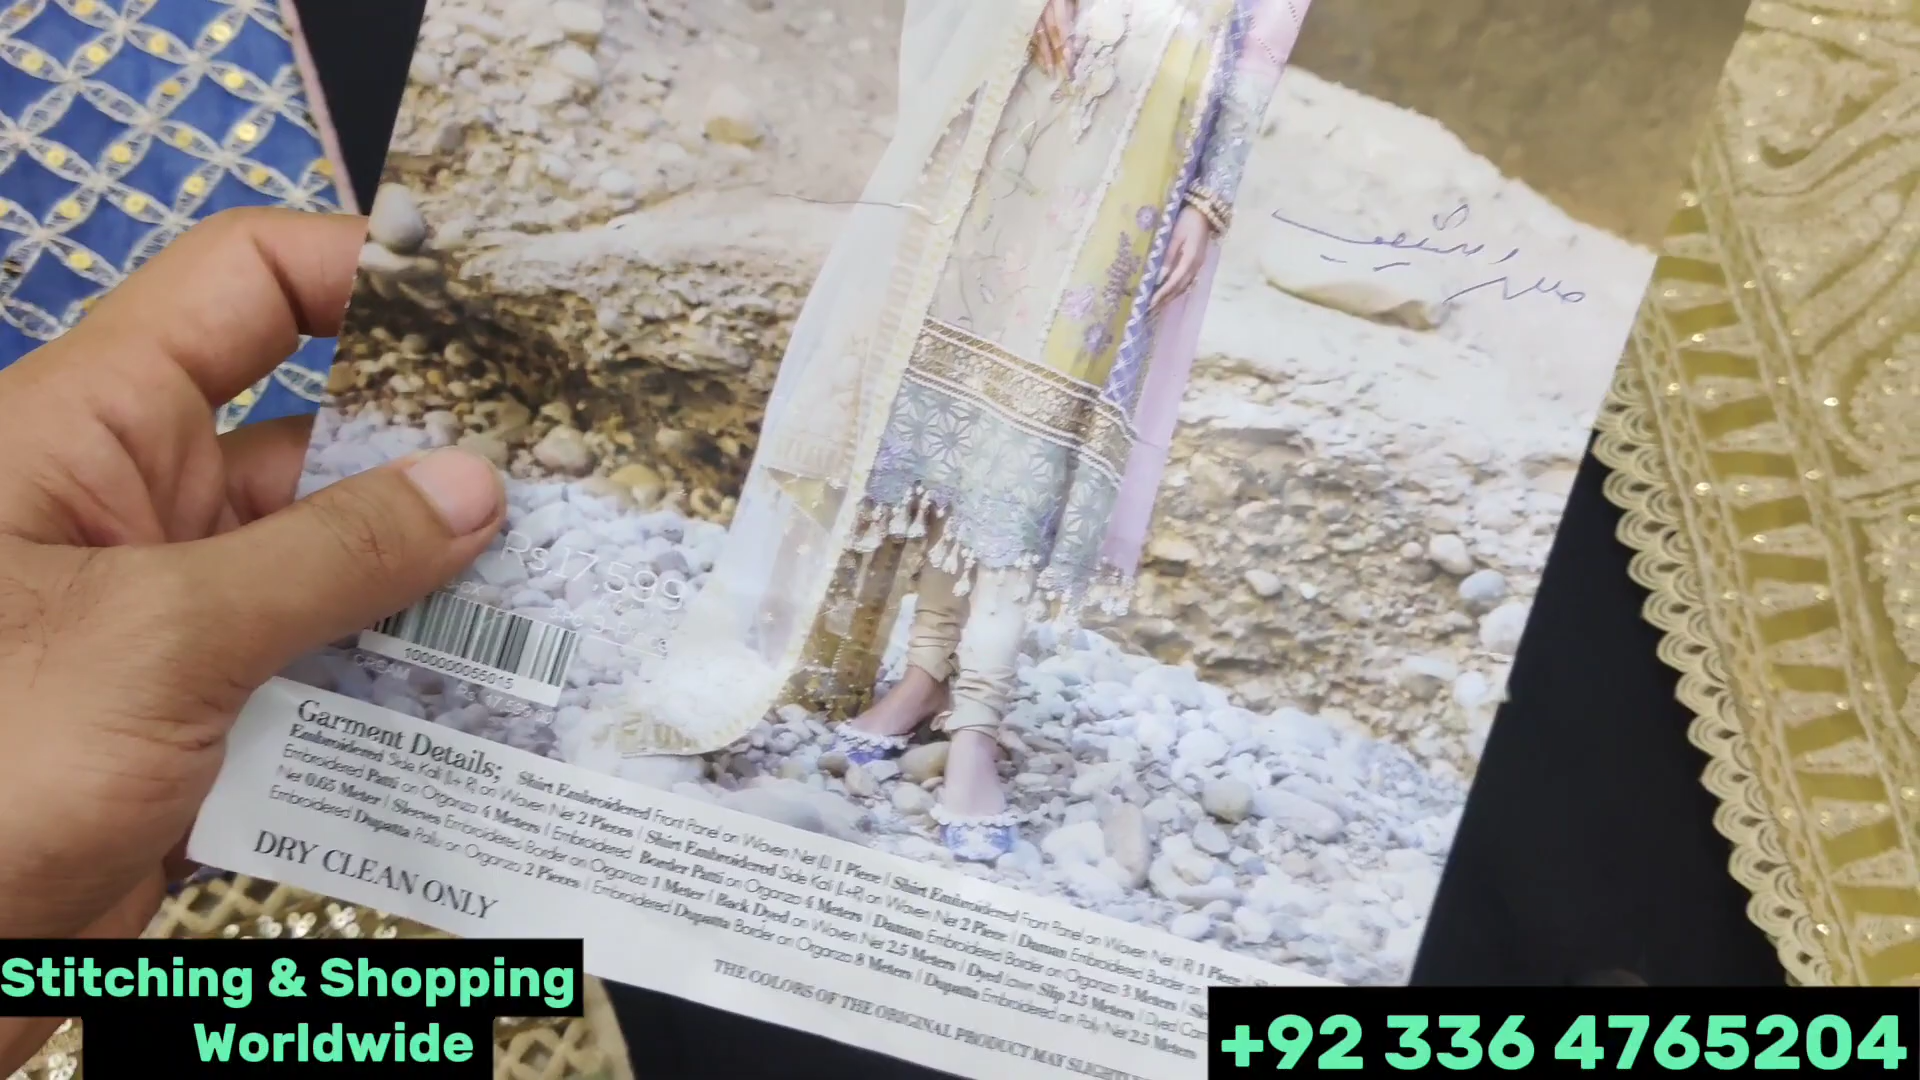 Rs17,599
1000000056015
CREAM
Garment Details; Shirt Embroidered Front Panel on Woven Net (L) 1 Piece | Shirt Embroidered Front Panel on Woven Net (R) 1 Piece
Embroidered Side Kali (L+ R) on Woven Net 2 Pieces | Shirt Embroidered Side Kali (L+R) on Woven Net 2 Piece | Daman Embroidered Border on
Embroidered Patti on Organza 4 Meters | Embroidered Border Patti on Organza 4 Meters | Daman Embroidered Border on Organza 3 Meters
Net 0.65 Meter | Sleeves Embroidered Border on Organza 1 Meter | Back Dyed on Woven Net 2.5 Meters | Dyed Lawn Slip 2.5 Meters | Dyed
Embroidered Dupatta Pallu on Organza 2 Pieces | Embroidered Dupatta Border on Organza 8 Meters | Dupatta Embroidered on Poly Net 2.5 Meters
DRY CLEAN ONLY
THE COLORS OF THE ORIGINAL PRODUCT MAY
Stitching & Shopping
Worldwide
+92 336 4765204